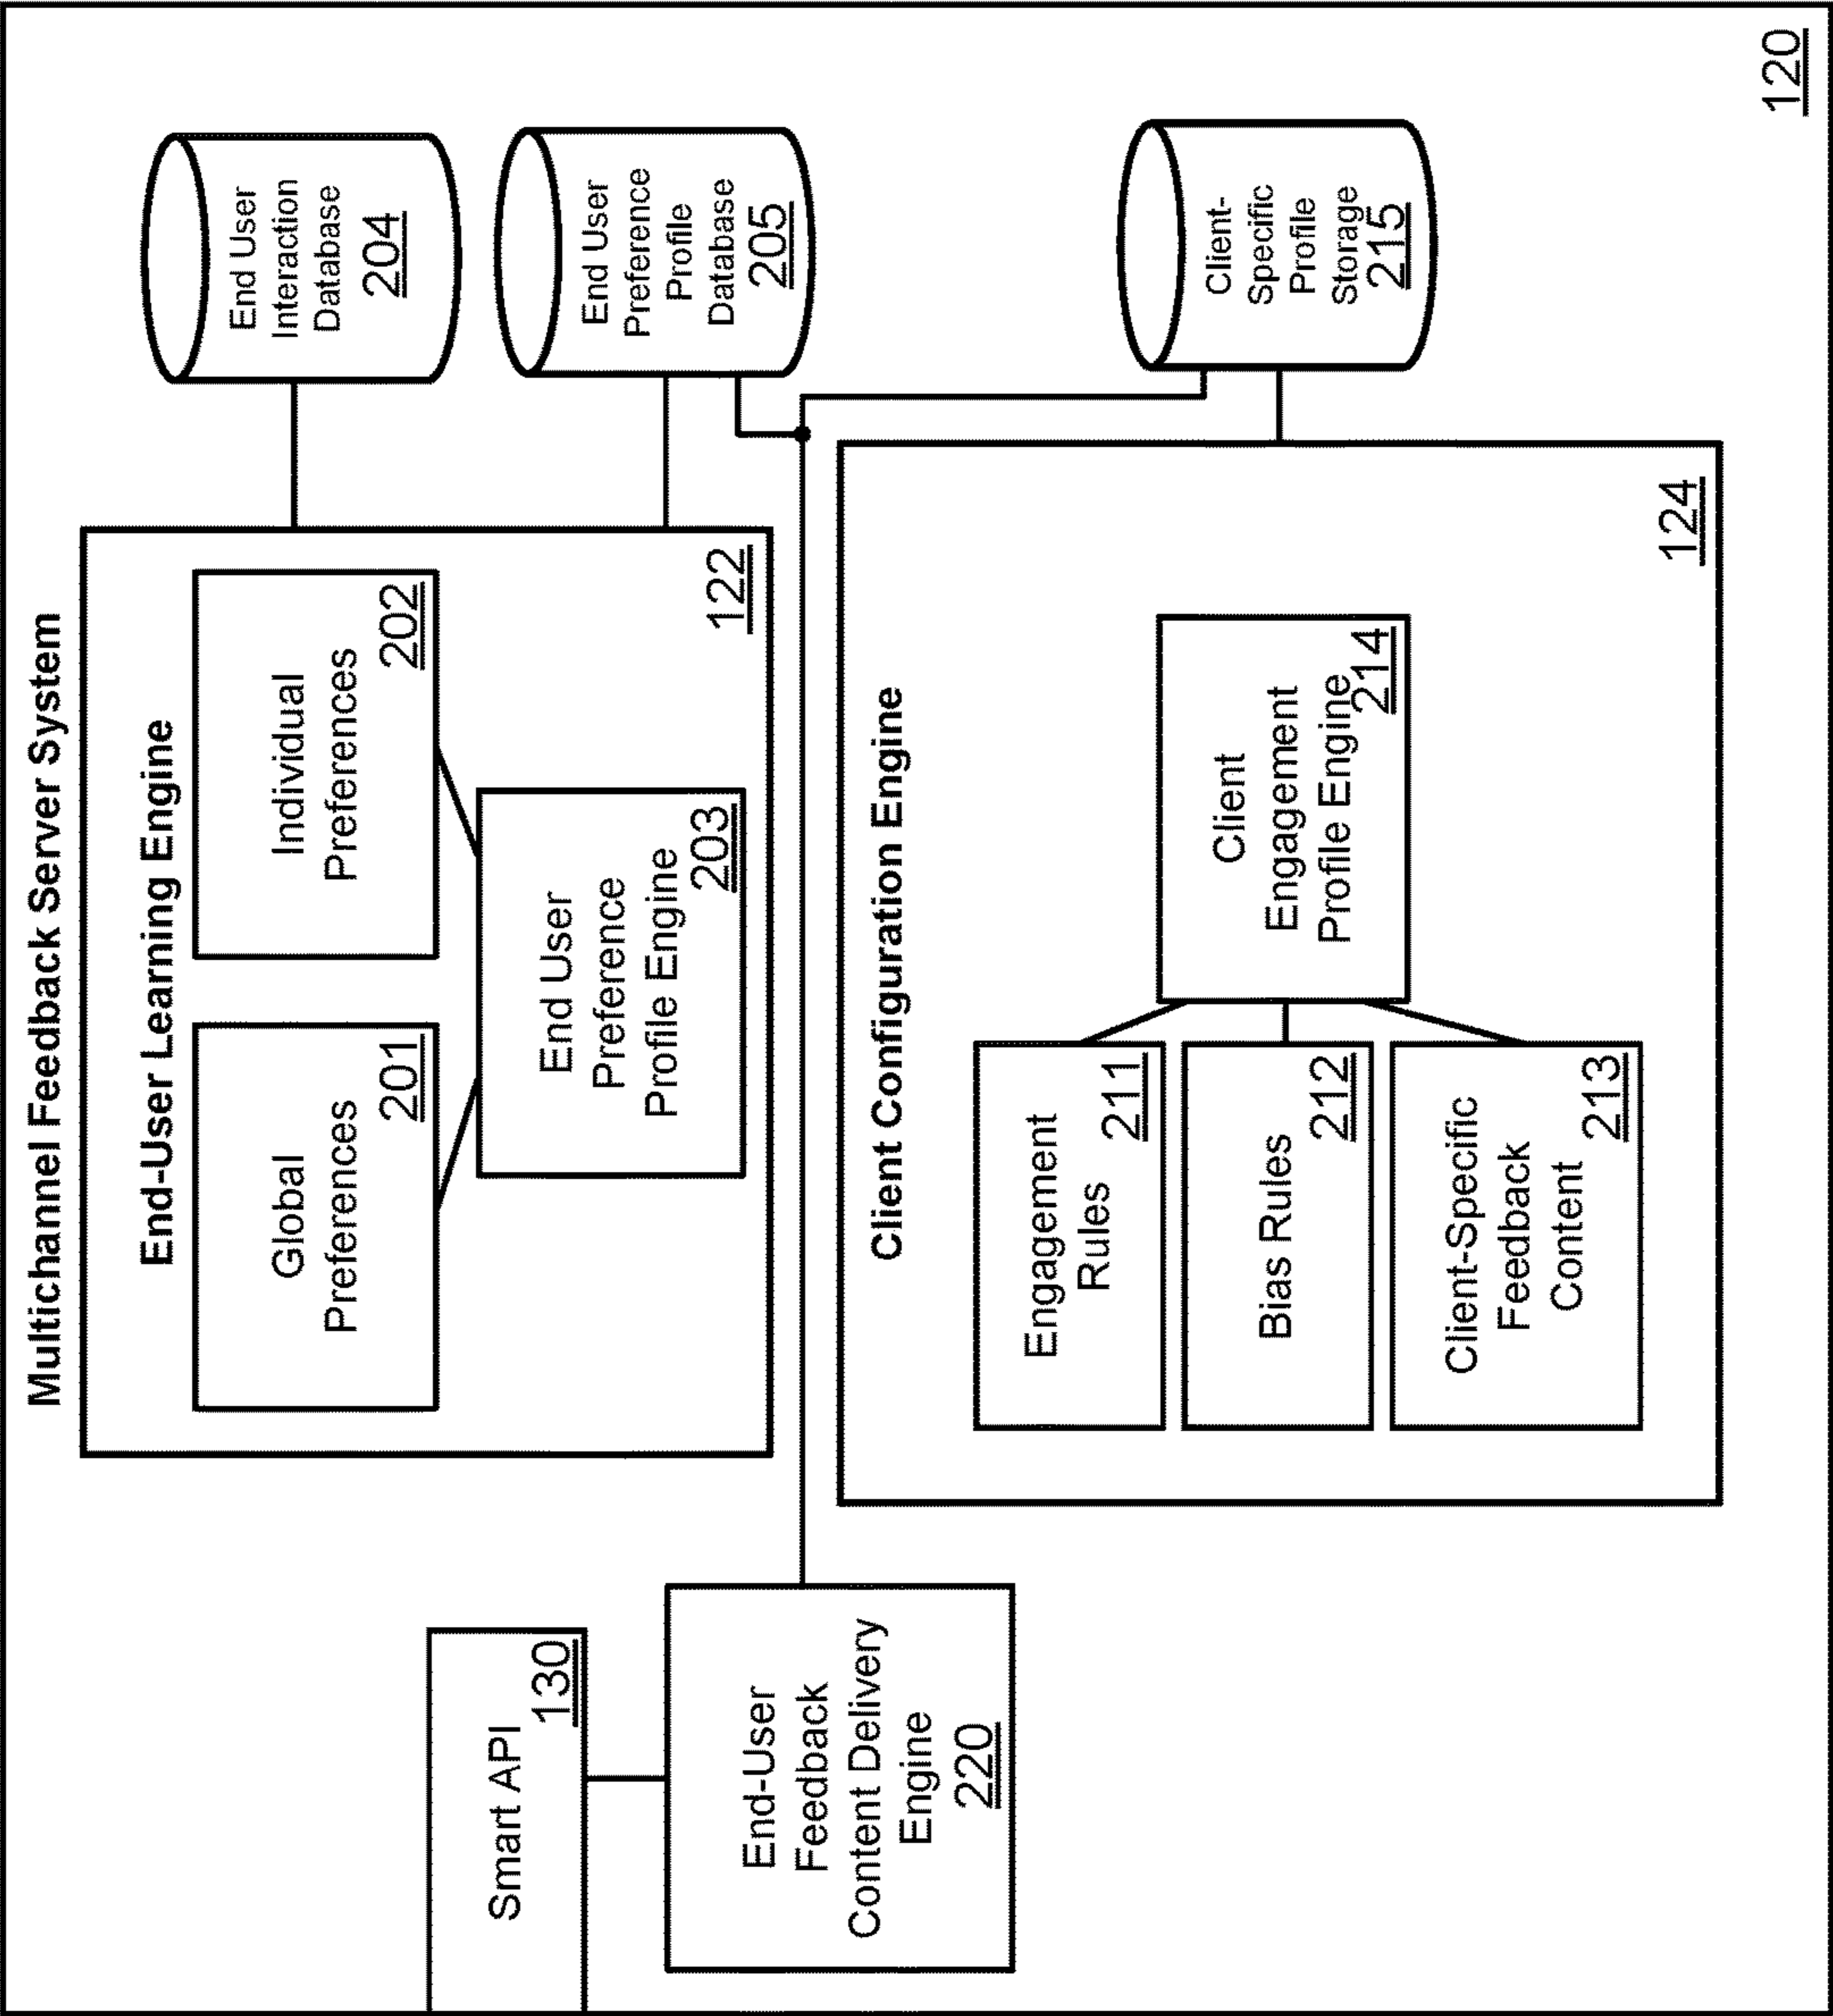 Multichannel Feedback Server System
End-User Learning Engine
Global
Preferences
201
Individual
Preferences
202
End User
Preference
Profile Engine
203
122
End User
Interaction
Database
204
End User
Preference
Profile
Database
205
Smart API
130
End-User
Feedback
Content Delivery
Engine
220
Client Configuration Engine
Engagement
Rules
211
Bias Rules
212
Client-Specific
Feedback
Content
213
Client
Engagement
Profile Engine
214
124
Client-
Specific
Profile
Storage
215
120